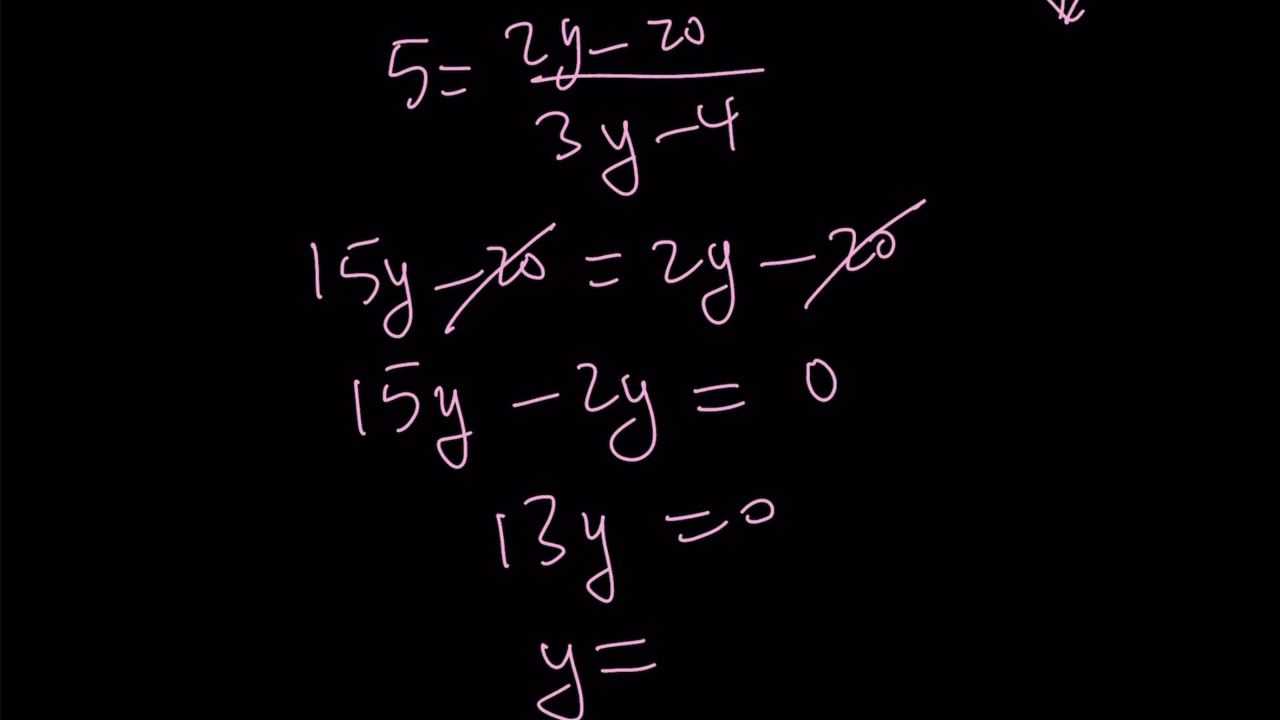 5 = (2y - 20)/(3y - 4)
15y - 20 = 2y - 20
15y - 2y = 0
13y = 0
y =